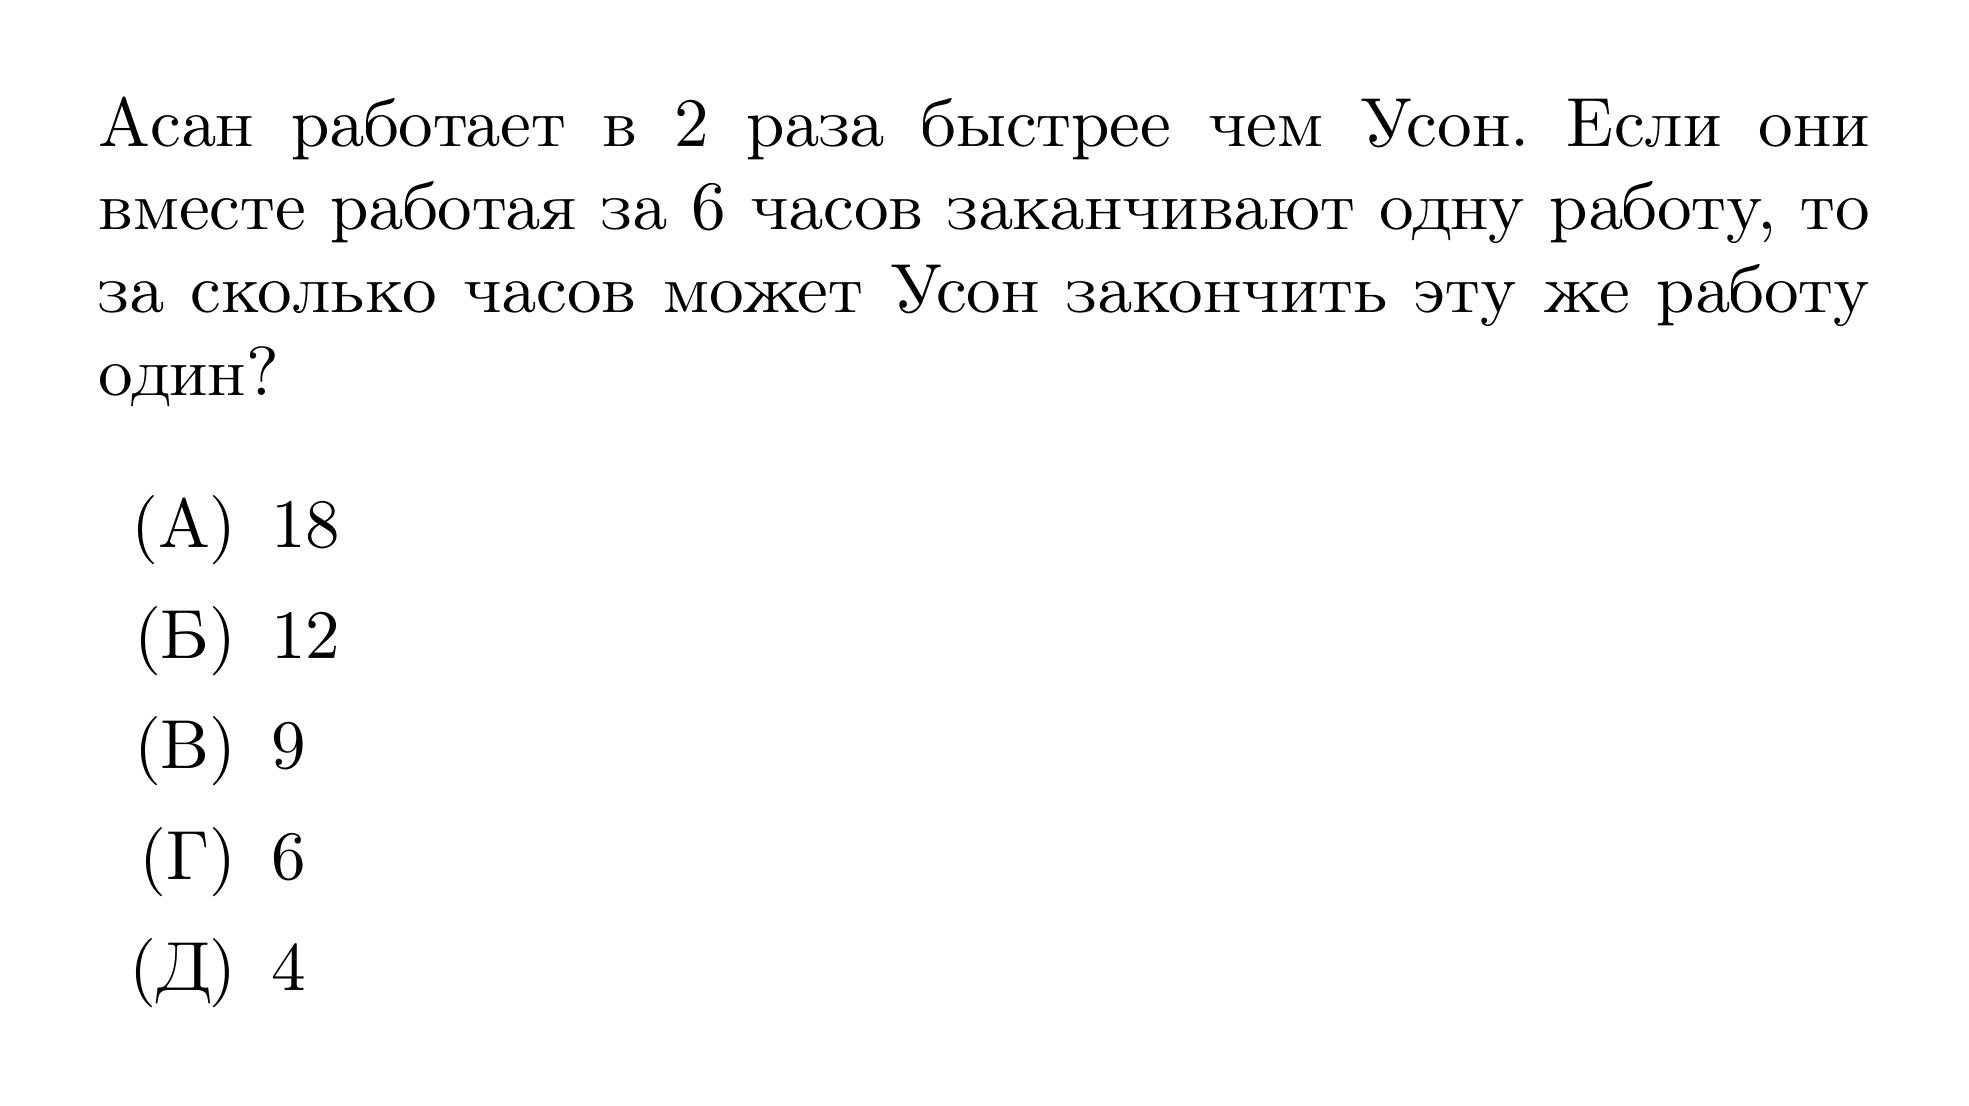 Асан работает в 2 раза быстрее чем Усон. Если они
вместе работая за 6 часов заканчивают одну работу, то
за сколько часов может Усон закончить эту же работу
один?
(А) 18
(Б) 12
(В) 9
(Г) 6
(Д) 4